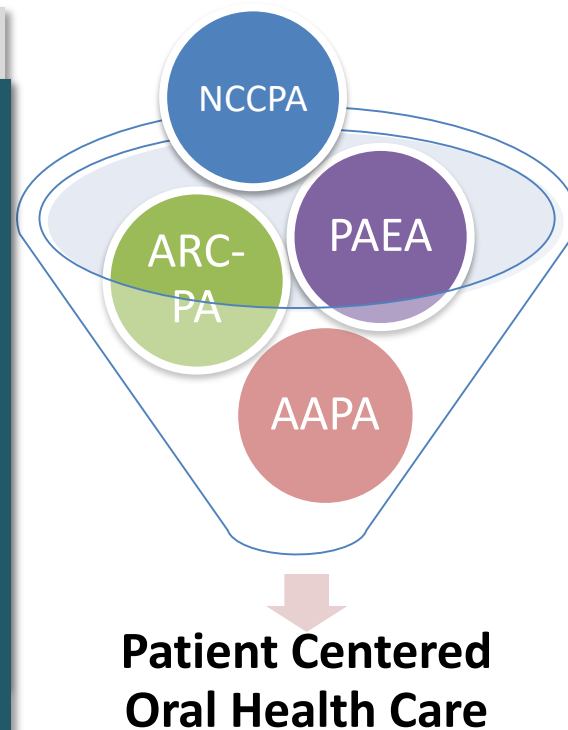 NCCPA
PAEA
ARC-
PA
AAPA
Patient Centered
Oral Health Care